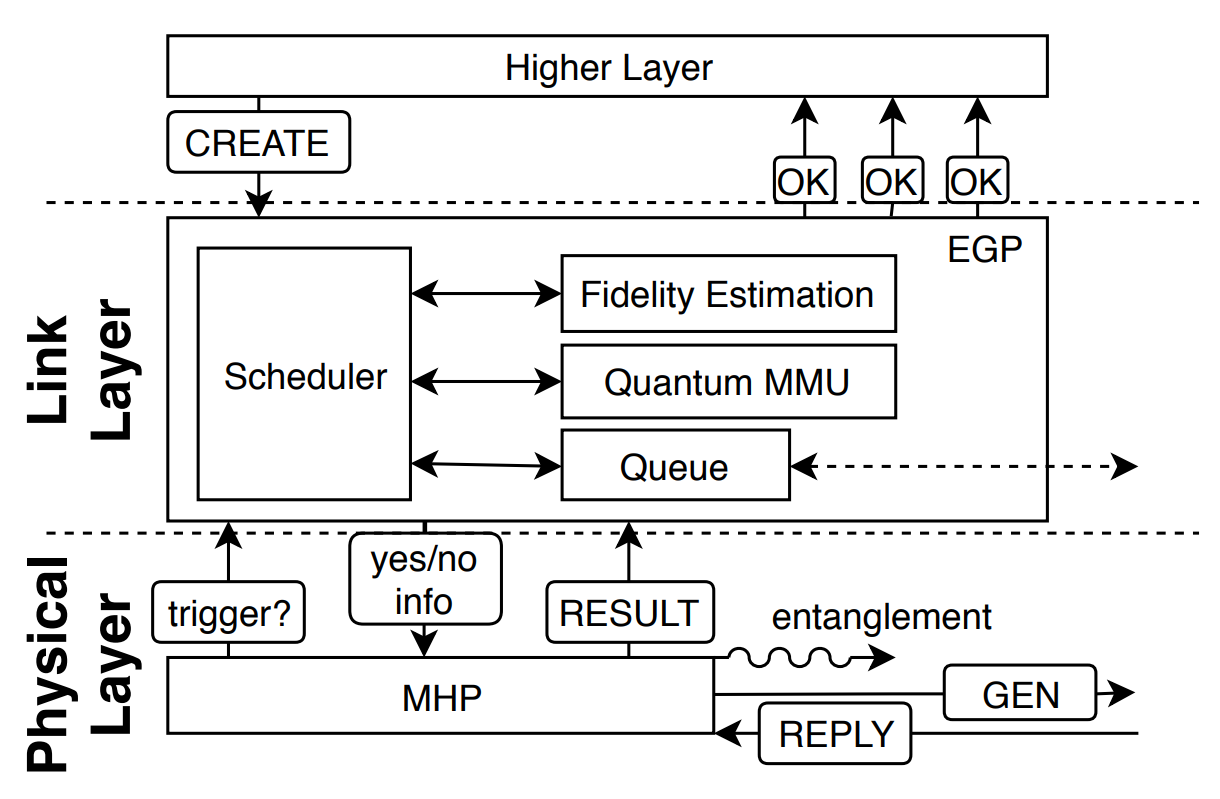 Higher Layer
CREATE
OK
OK
OK
EGP
Link
Layer
Scheduler
Fidelity Estimation
Quantum MMU
Queue
Physical
Layer
trigger?
yes/no
info
RESULT
entanglement
MHP
GEN
REPLY